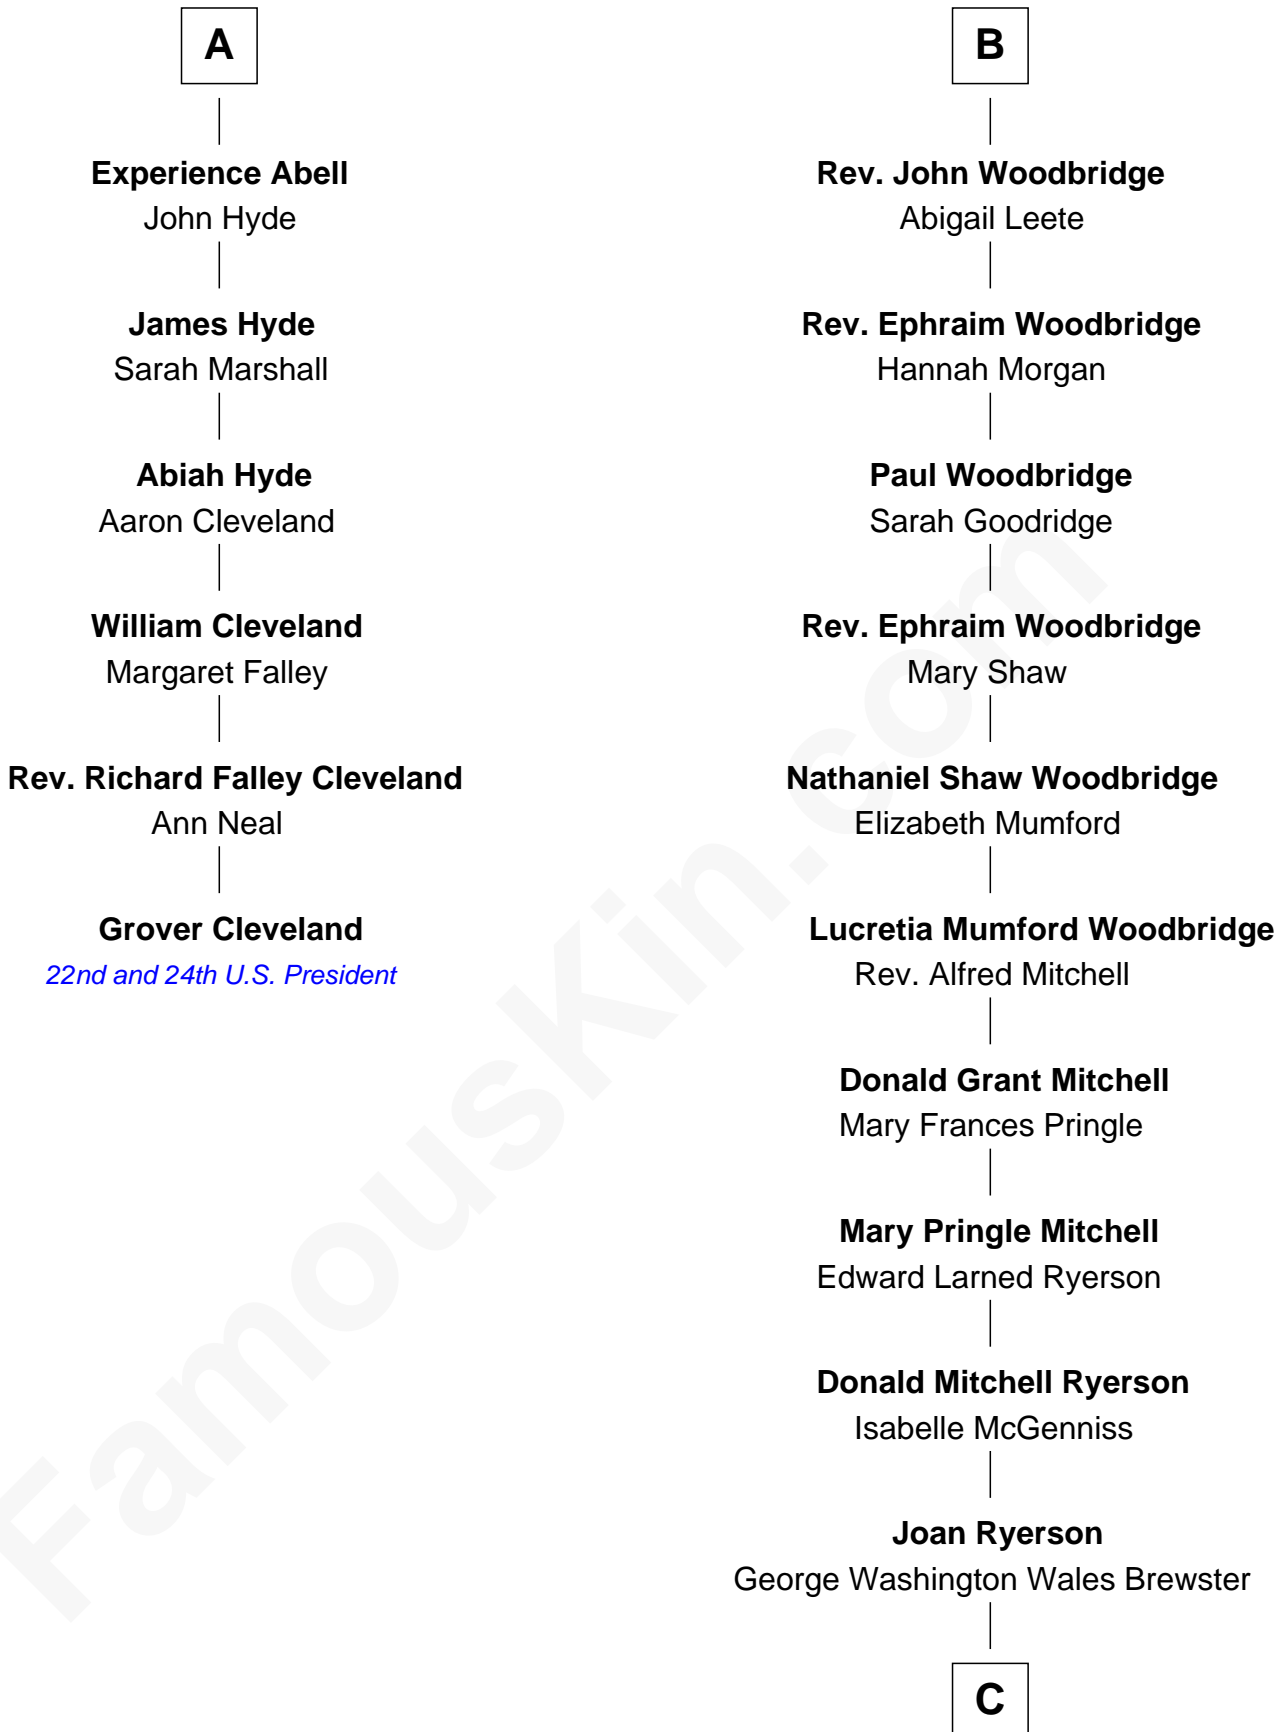 A
Experience Abell
John Hyde
James Hyde
Sarah Marshall
Abiah Hyde
Aaron Cleveland
William Cleveland
Margaret Falley
Rev. Richard Falley Cleveland
Ann Neal
Grover Cleveland
22nd and 24th U.S. President
B
Rev. John Woodbridge
Abigail Leete
Rev. Ephraim Woodbridge
Hannah Morgan
Paul Woodbridge
Sarah Goodridge
Rev. Ephraim Woodbridge
Mary Shaw
Nathaniel Shaw Woodbridge
Elizabeth Mumford
Lucretia Mumford Woodbridge
Rev. Alfred Mitchell
Donald Grant Mitchell
Mary Frances Pringle
Mary Pringle Mitchell
Edward Larned Ryerson
Donald Mitchell Ryerson
Isabelle McGenniss
Joan Ryerson
George Washington Wales Brewster
C
FamousKin.com